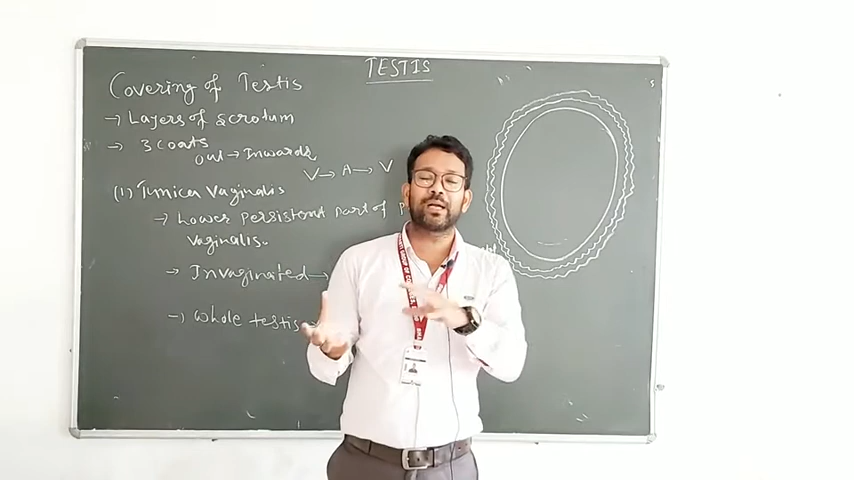 TESTIS
Covering of Testis
→ Layers of scrotum
→ 3 coats
out → Inwards
V → A → V
(1) Tunica Vaginalis
→ Lower persistent part of P
vaginalis.
→ Invaginated →
→ Whole testis